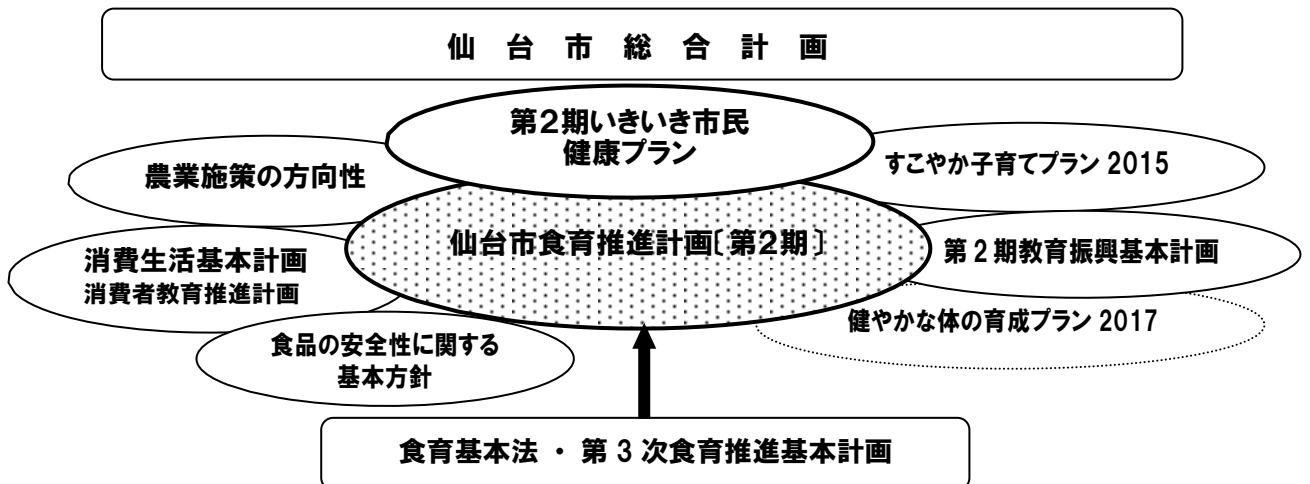 仙台市総合計画
第2期いきいき市民
健康プラン
農業施策の方向性
すこやか子育てプラン 2015
仙台市食育推進計画〔第2期〕
消費生活基本計画
消費者教育推進計画
第2期教育振興基本計画
健やかな体の育成プラン 2017
食品の安全性に関する
基本方針
食育基本法 ・ 第3次食育推進基本計画